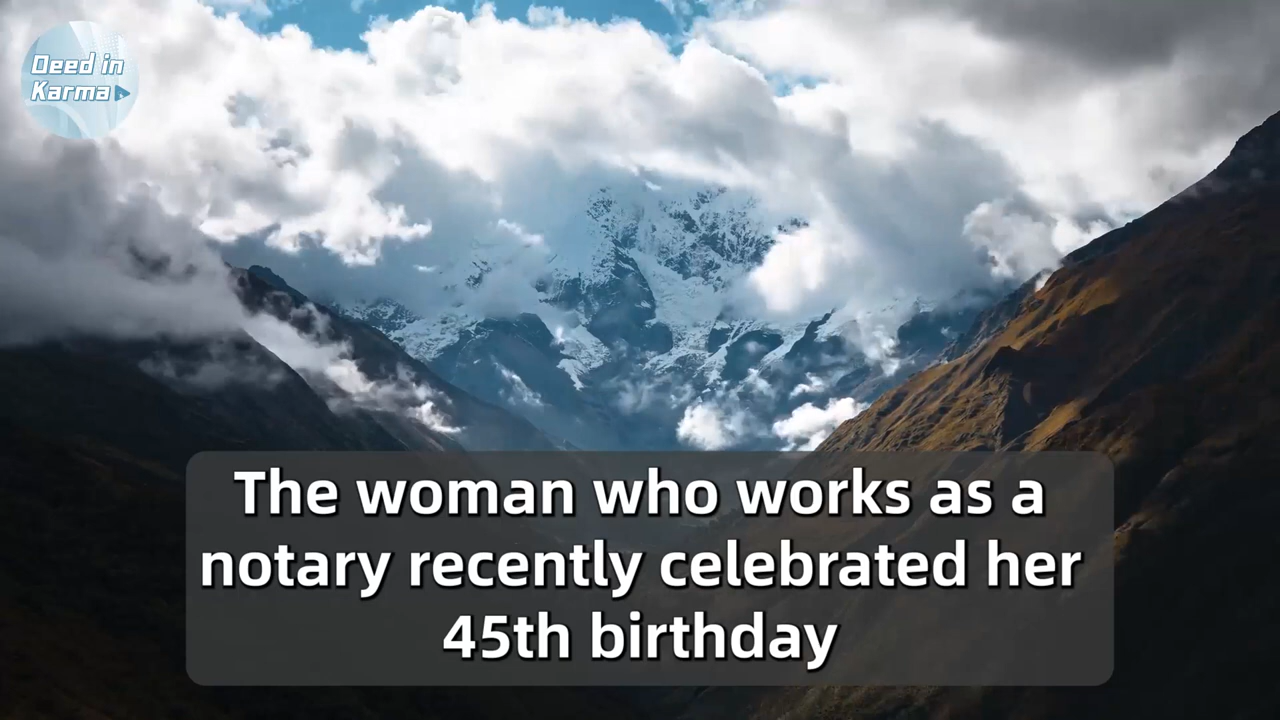 Deed in
Karma
The woman who works as a
notary recently celebrated her
45th birthday